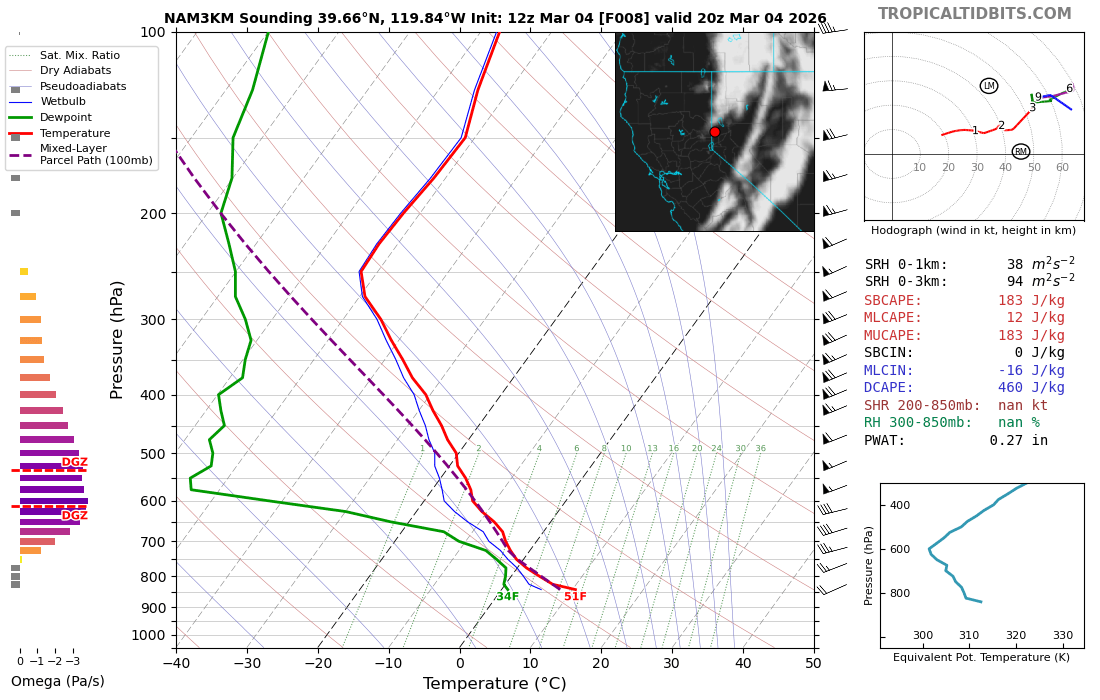 NAM3KM Sounding 39.66°N, 119.84°W Init: 12z Mar 04 [F008] valid 20z Mar 04 2026
TROPICALTIDBITS.COM
Sat. Mix. Ratio
Dry Adiabats
Pseudoadiabats
Wetbulb
Dewpoint
Temperature
Mixed-Layer
Parcel Path (100mb)
100
200
300
400
500
600
700
800
900
1000
Pressure (hPa)
1 2 4 6 8 10 13 16 20 24 30 36
DGZ
DGZ
34F 51F
−40 −30 −20 −10 0 10 20 30 40 50
Temperature (°C)
0 −1 −2 −3
Omega (Pa/s)
LM
RM
1 2 3 9 6
10 20 30 40 50 60
Hodograph (wind in kt, height in km)
SRH 0-1km: 38 m²s⁻²
SRH 0-3km: 94 m²s⁻²
SBCAPE: 183 J/kg
MLCAPE: 12 J/kg
MUCAPE: 183 J/kg
SBCIN: 0 J/kg
MLCIN: -16 J/kg
DCAPE: 460 J/kg
SHR 200-850mb: nan kt
RH 300-850mb: nan %
PWAT: 0.27 in
400
600
800
Pressure (hPa)
300 310 320 330
Equivalent Pot. Temperature (K)